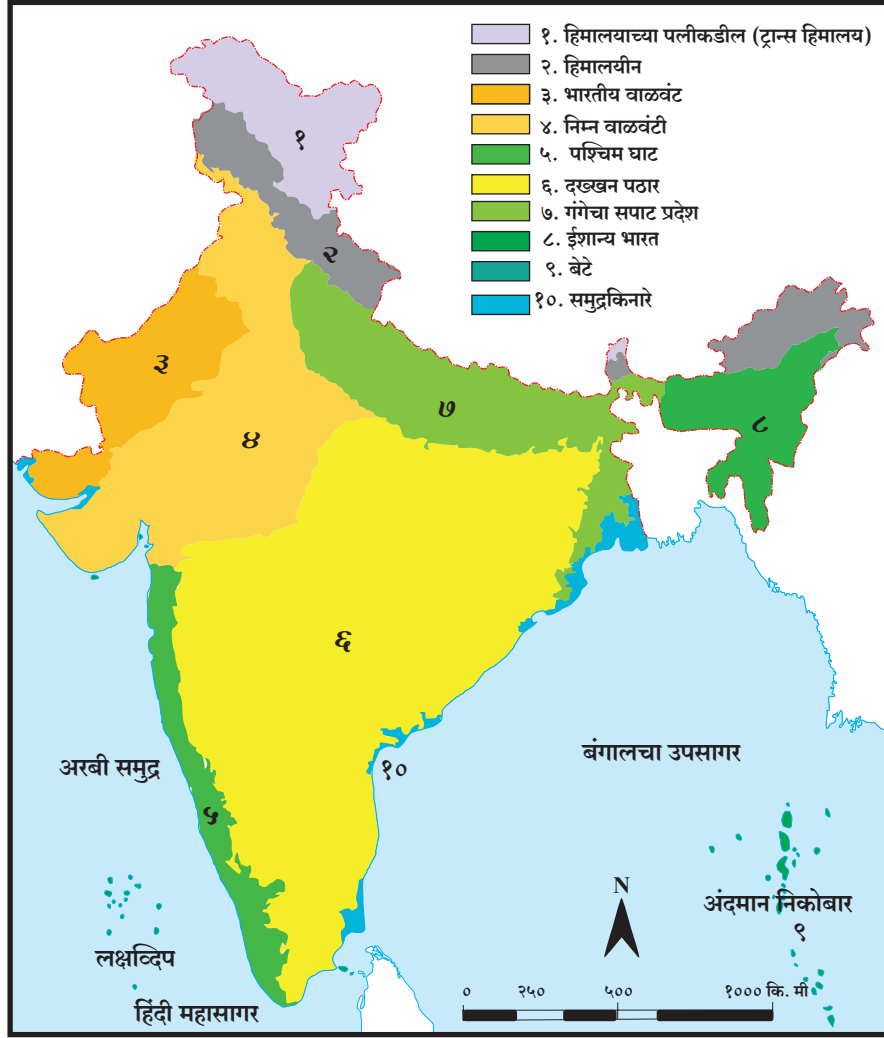 १. हिमालयाच्या पलीकडील (ट्रान्स हिमालय)
२. हिमालयीन
३. भारतीय वाळवंट
४. निम्न वाळवंटी
५. पश्चिम घाट
६. दख्खन पठार
७. गंगेचा सपाट प्रदेश
८. ईशान्य भारत
९. बेटे
१०. समुद्रकिनारे
१
२
३
७
४
८
६
बंगालचा उपसागर
अरबी समुद्र
१०
५
N
अंदमान निकोबार
९
लक्षव्दिप
हिंदी महासागर
० २५० ५०० १००० कि. मी